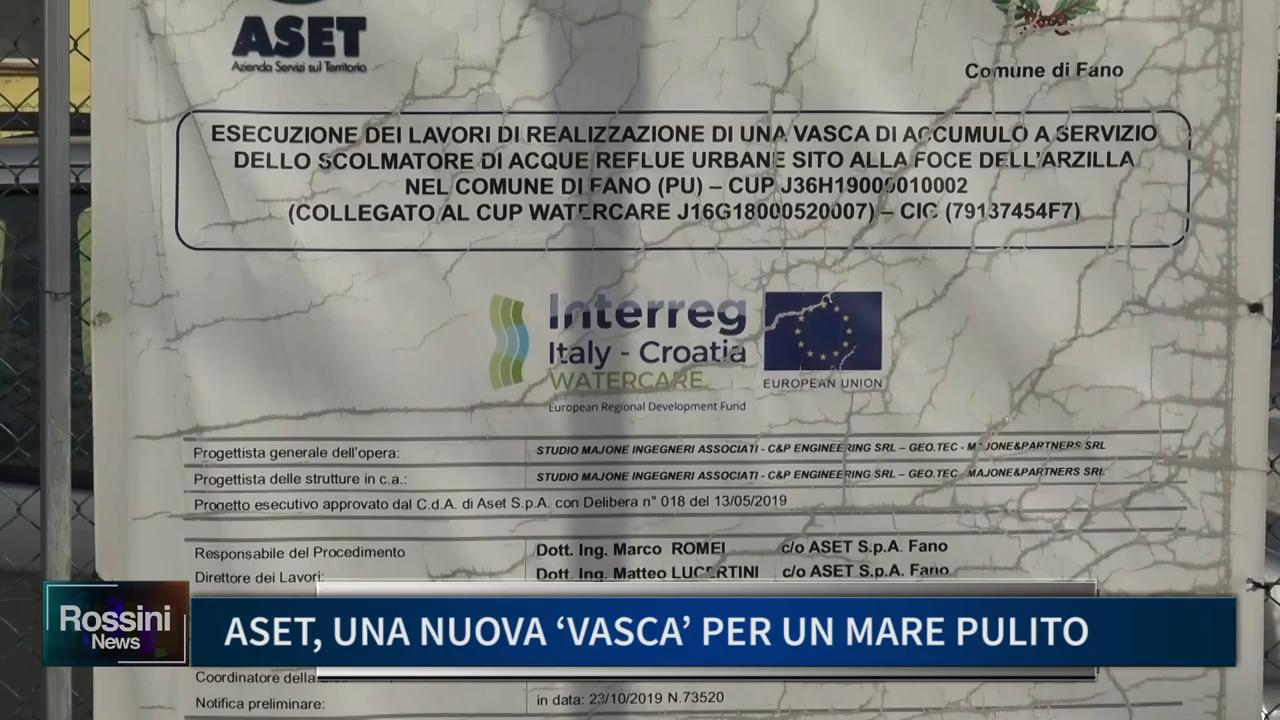 ASET
Azienda Servizi sul Territorio
Comune di Fano
ESECUZIONE DEI LAVORI DI REALIZZAZIONE DI UNA VASCA DI ACCUMULO A SERVIZIO
DELLO SCOLMATORE DI ACQUE REFLUE URBANE SITO ALLA FOCE DELL'ARZILLA
NEL COMUNE DI FANO (PU) – CUP J36H19000010002
(COLLEGATO AL CUP WATERCARE J16G18000520007) – CIG (79137454F7)
Interreg
Italy - Croatia
WATERCARE
European Regional Development Fund
EUROPEAN UNION
Progettista generale dell'opera: STUDIO MAJONE INGEGNERI ASSOCIATI - C&P ENGINEERING SRL – GEO.TEC - MAJONE&PARTNERS SRL
Progettista delle strutture in c.a.: STUDIO MAJONE INGEGNERI ASSOCIATI - C&P ENGINEERING SRL – GEO.TEC - MAJONE&PARTNERS SRL
Progetto esecutivo approvato dal C.d.A. di Aset S.p.A. con Delibera n° 018 del 13/05/2019
Responsabile del Procedimento Dott. Ing. Marco ROMEI c/o ASET S.p.A. Fano
Direttore dei Lavori: Dott. Ing. Matteo LUCERTINI c/o ASET S.p.A. Fano
Rossini
News
ASET, UNA NUOVA ‘VASCA’ PER UN MARE PULITO
Coordinatore della
Notifica preliminare: in data: 23/10/2019 N.73520